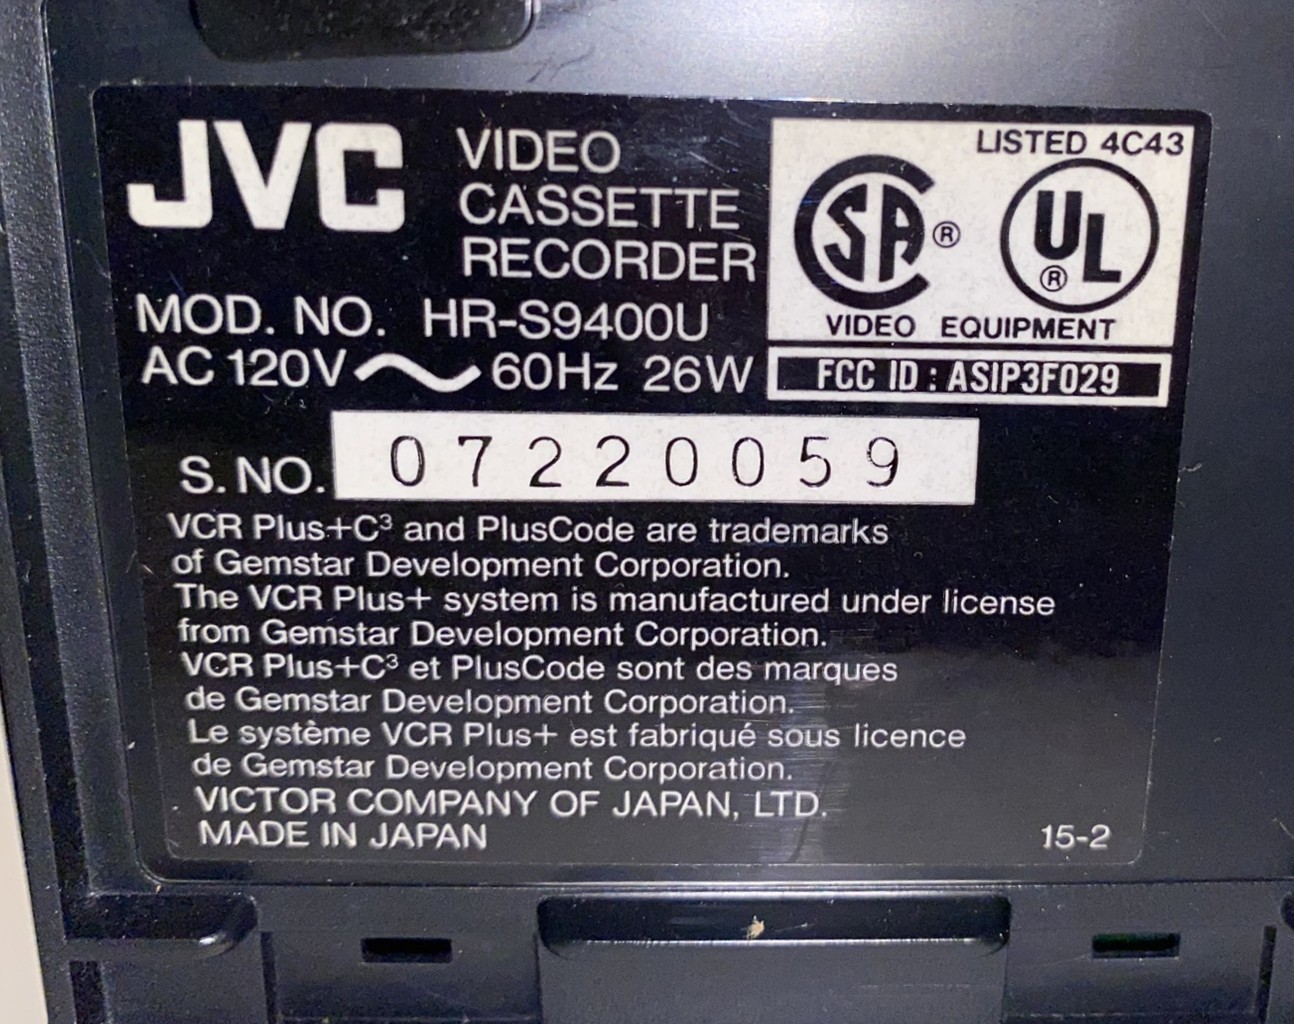 JVC VIDEO
CASSETTE
RECORDER
LISTED 4C43
SA ® UL ®
VIDEO EQUIPMENT
MOD. NO. HR-S9400U
AC 120V ~ 60Hz 26W
FCC ID : ASIP3F029
S. NO. 07220059
VCR Plus+C³ and PlusCode are trademarks
of Gemstar Development Corporation.
The VCR Plus+ system is manufactured under license
from Gemstar Development Corporation.
VCR Plus+C³ et PlusCode sont des marques
de Gemstar Development Corporation.
Le système VCR Plus+ est fabriqué sous licence
de Gemstar Development Corporation.
VICTOR COMPANY OF JAPAN, LTD.
MADE IN JAPAN 15-2